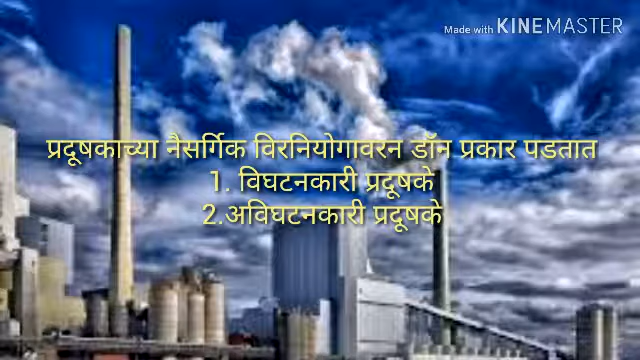 Made with KINEMASTER
प्रदूषकाच्या नैसर्गिक विरनियोगावरन डॉन प्रकार पडतात
1. विघटनकारी प्रदूषके
2.अविघटनकारी प्रदूषके